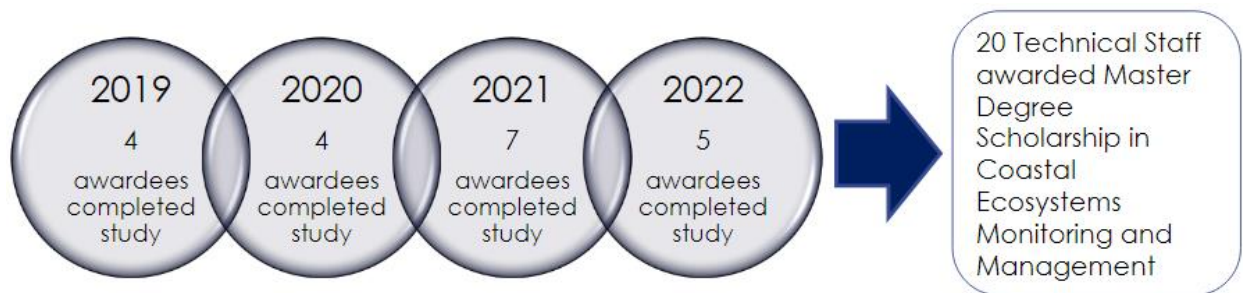 2019
4
awardees
completed
study
2020
4
awardees
completed
study
2021
7
awardees
completed
study
2022
5
awardees
completed
study
20 Technical Staff
awarded Master
Degree
Scholarship in
Coastal
Ecosystems
Monitoring and
Management